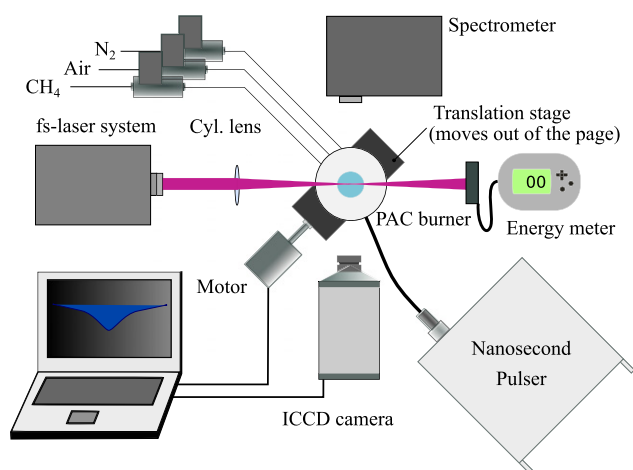 Spectrometer
N2
Air
CH4
Translation stage
(moves out of the page)
fs-laser system
Cyl. lens
00
PAC burner
Energy meter
Motor
Nanosecond
Pulser
ICCD camera